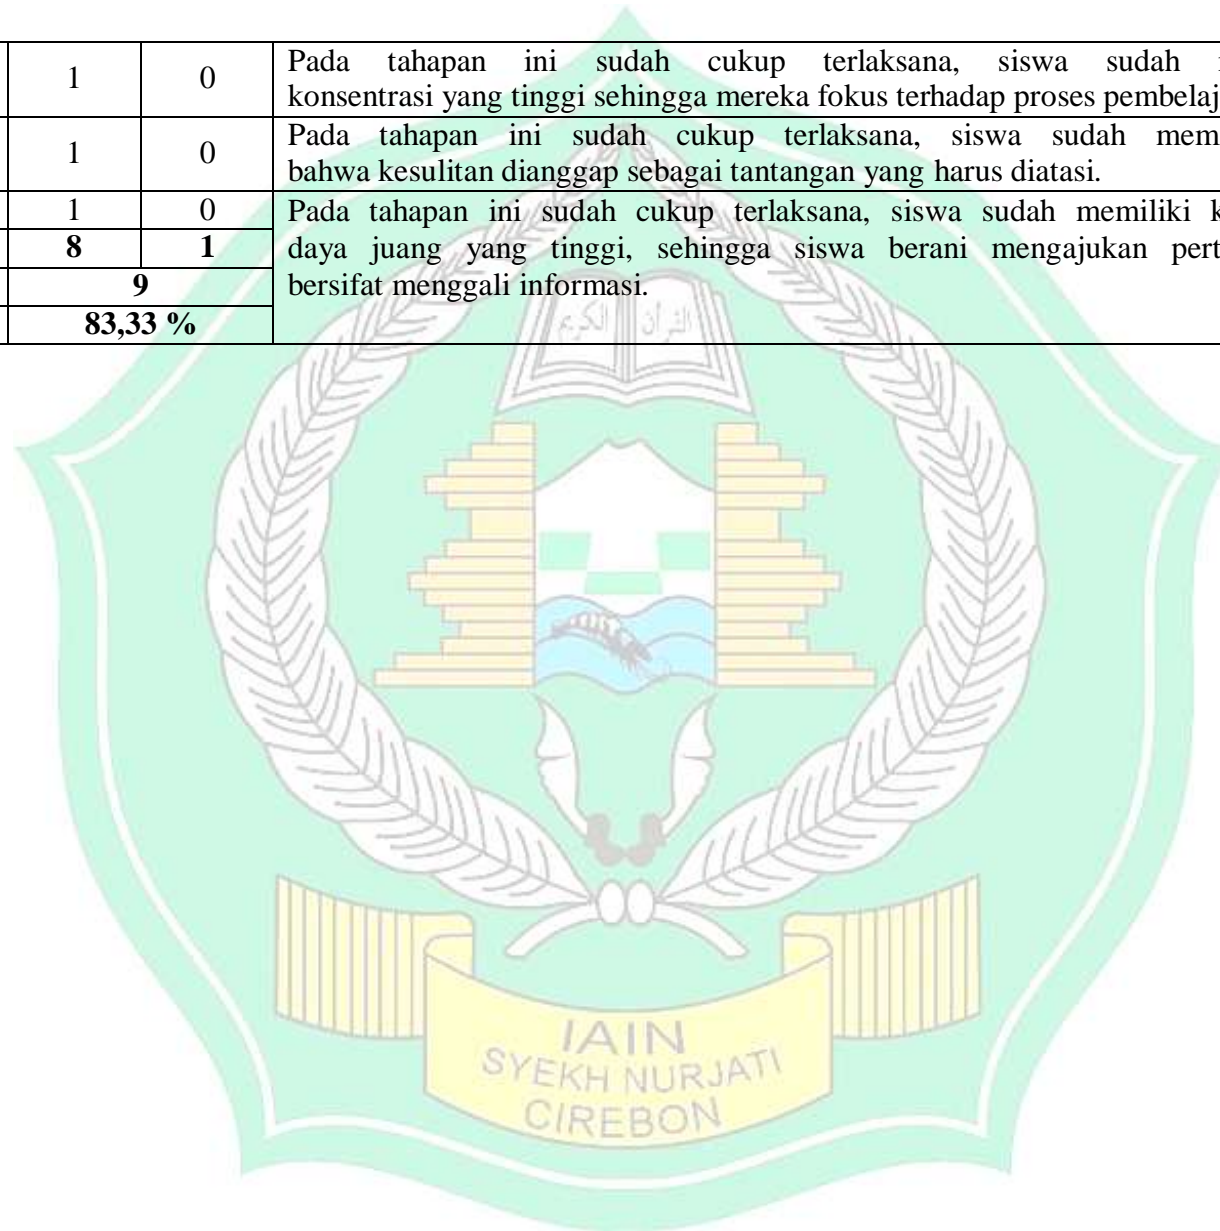 1 0 Pada tahapan ini sudah cukup terlaksana, siswa sudah
konsentrasi yang tinggi sehingga mereka fokus terhadap proses
1 0 Pada tahapan ini sudah cukup terlaksana, siswa sudah
bahwa kesulitan dianggap sebagai tantangan yang harus diatasi.
1 0 Pada tahapan ini sudah cukup terlaksana, siswa sudah memiliki
8 1 daya juang yang tinggi, sehingga siswa berani mengajukan
9 bersifat menggali informasi.
83,33 %
القرآن الكريم
IAIN
SYEKH NURJATI
CIREBON